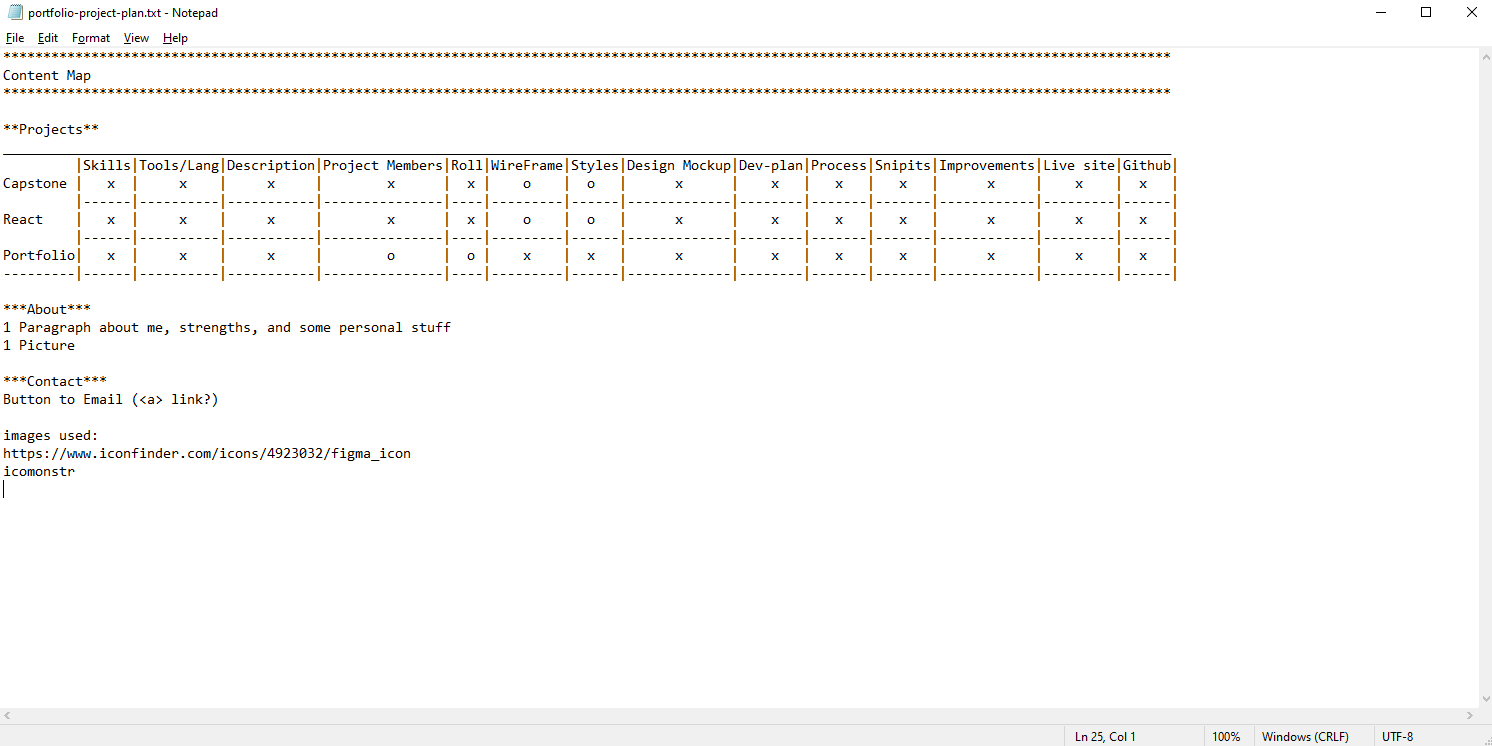 portfolio-project-plan.txt - Notepad
File Edit Format View Help
**************************************************************************************************************************************************
Content Map
**************************************************************************************************************************************************
**Projects**
__________________________________________________________________________________________________________________________________________________
         |Skills|Tools/Lang|Description|Project Members|Roll|WireFrame|Styles|Design Mockup|Dev-plan|Process|Snipits|Improvements|Live site|Github|
Capstone |   x  |     x    |     x     |        x      |  x |    o    |  o   |      x      |    x   |   x   |   x   |      x     |    x    |  x   |
         |------|----------|-----------|---------------|----|---------|------|-------------|--------|-------|-------|------------|---------|------|
React    |   x  |     x    |     x     |        x      |  x |    o    |  o   |      x      |    x   |   x   |   x   |      x     |    x    |  x   |
         |------|----------|-----------|---------------|----|---------|------|-------------|--------|-------|-------|------------|---------|------|
Portfolio|   x  |     x    |     x     |        o      |  o |    x    |  x   |      x      |    x   |   x   |   x   |      x     |    x    |  x   |
---------|------|----------|-----------|---------------|----|---------|------|-------------|--------|-------|-------|------------|---------|------|
***About***
1 Paragraph about me, strengths, and some personal stuff
1 Picture
***Contact***
Button to Email (<a> link?)
images used:
https://www.iconfinder.com/icons/4923032/figma_icon
icomonstr
Ln 25, Col 1 100% Windows (CRLF) UTF-8